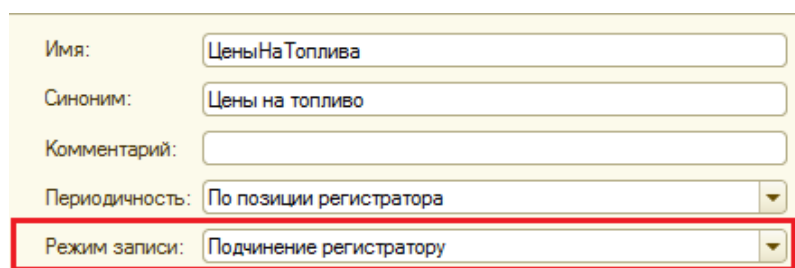 Имя: ЦеныНаТоплива
Синоним: Цены на топливо
Комментарий:
Периодичность: По позиции регистратора
Режим записи: Подчинение регистратору